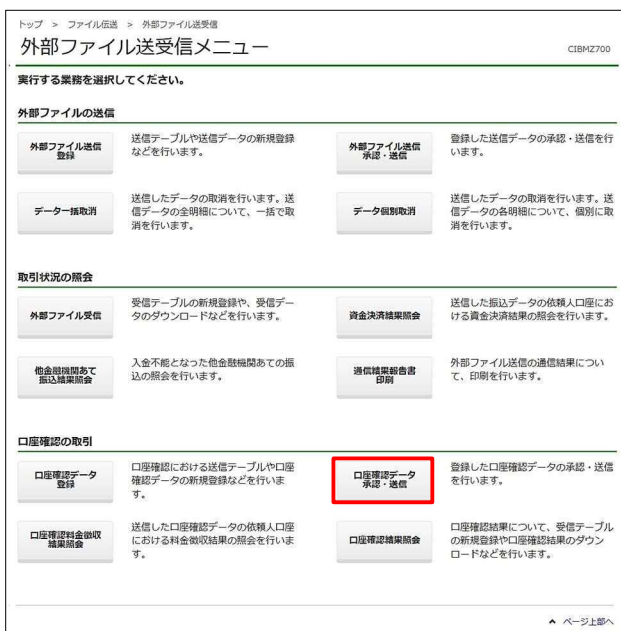 トップ > ファイル伝送 > 外部ファイル送受信
外部ファイル送受信メニュー
CIBMZ700
実行する業務を選択してください。
外部ファイルの送信
外部ファイル送信
登録
送信テーブルや送信データの新規登録
などを行います。
外部ファイル送信
承認・送信
登録した送信データの承認・送信を行
います。
データ一括取消
送信したデータの取消を行います。送
信データの全明細について、一括で取
消を行います。
データ個別取消
送信したデータの取消を行います。送
信データの各明細について、個別に取
消を行います。
取引状況の照会
外部ファイル受信
受信テーブルの新規登録や、受信デー
タのダウンロードなどを行います。
資金決済結果照会
送信した振込データの依頼人口座にお
ける資金決済結果の照会を行います。
他金融機関あて
振込結果照会
入金不能となった他金融機関あての振
込の照会を行います。
通信結果報告書
印刷
外部ファイル送信の通信結果につい
て、印刷を行います。
口座確認の取引
口座確認データ
登録
口座確認における送信テーブルや口座
確認データの新規登録などを行いま
す。
口座確認データ
承認・送信
登録した口座確認データの承認・送信
を行います。
口座確認料金徴収
結果照会
送信した口座確認データの依頼人口座
における料金徴収結果の照会を行いま
す。
口座確認結果照会
口座確認結果について、受信テーブル
の新規登録や口座確認結果のダウン
ロードなどを行います。
ページ上部へ